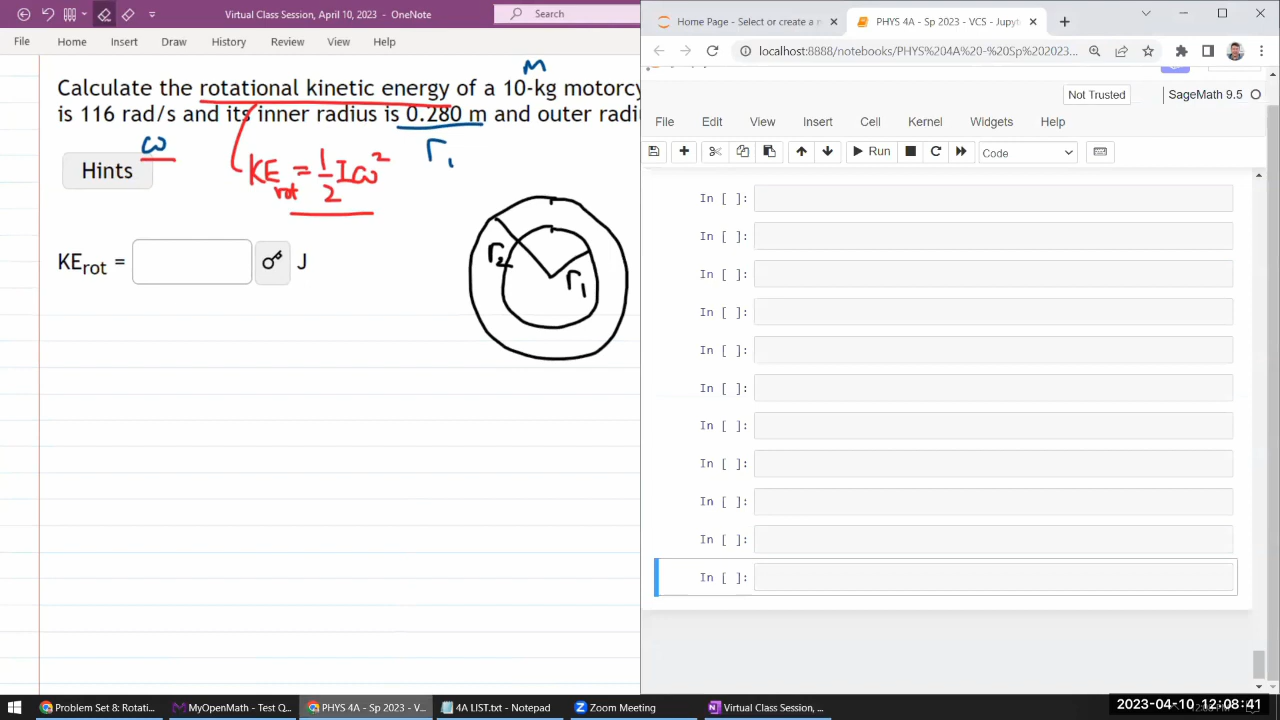 Virtual Class Session, April 10, 2023 - OneNote
Search
File Home Insert Draw History Review View Help
M
Calculate the rotational kinetic energy of a 10-kg motorcy
is 116 rad/s and its inner radius is 0.280 m and outer radi
ω
r₁
Hints
KE rot = 1/2 Iω²
r₂
r₁
KErot = J
Home Page - Select or create a n
PHYS 4A - Sp 2023 - VCS - Jupyt
localhost:8888/notebooks/PHYS%204A%20-%20Sp%202023...
Not Trusted
SageMath 9.5
File Edit View Insert Cell Kernel Widgets Help
Run
Code
In [ ]:
In [ ]:
In [ ]:
In [ ]:
In [ ]:
In [ ]:
In [ ]:
In [ ]:
In [ ]:
In [ ]:
In [ ]:
Problem Set 8: Rotati...
MyOpenMath - Test Q...
PHYS 4A - Sp 2023 - V...
4A LIST.txt - Notepad
Zoom Meeting
Virtual Class Session,...
2023-04-10 12:08:41